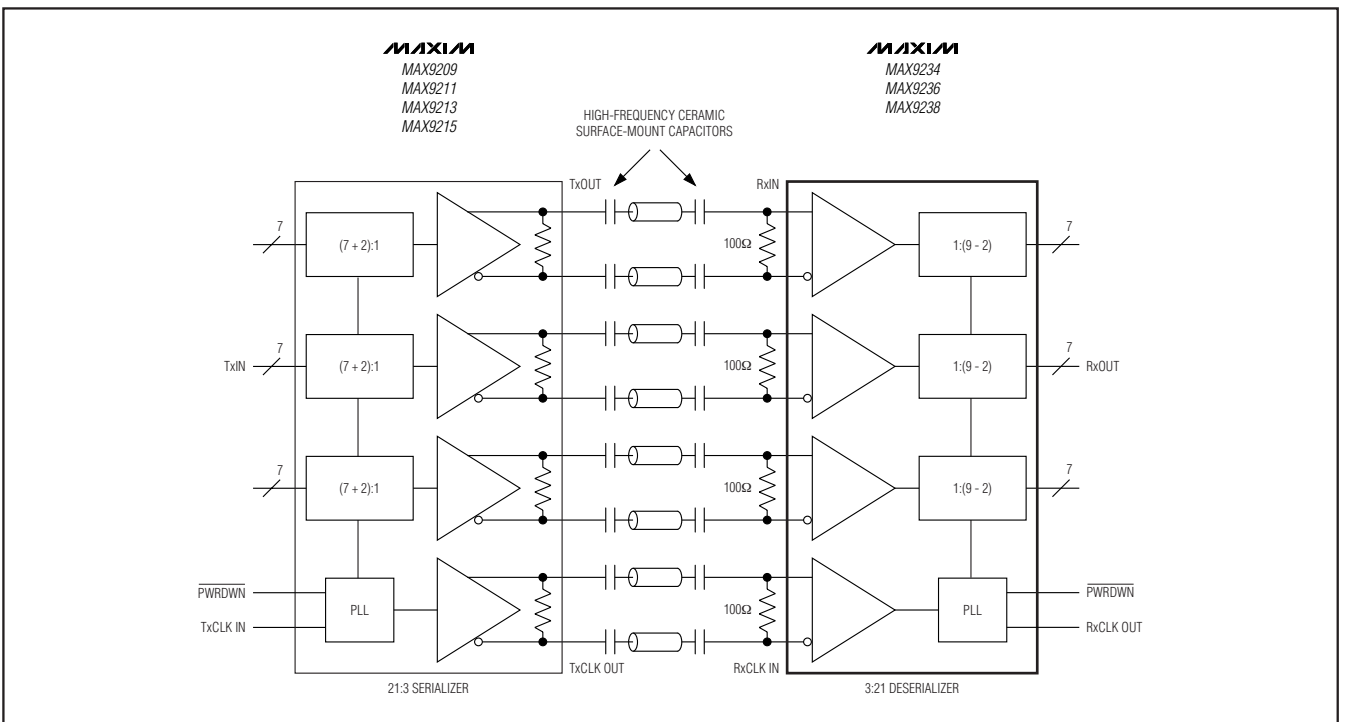 MAXIM
MAX9209
MAX9211
MAX9213
MAX9215
MAXIM
MAX9234
MAX9236
MAX9238
HIGH-FREQUENCY CERAMIC
SURFACE-MOUNT CAPACITORS
TxOUT
RxIN
7
(7 + 2):1
100Ω
1:(9 - 2)
7
TxIN
7
(7 + 2):1
100Ω
1:(9 - 2)
7
RxOUT
7
(7 + 2):1
100Ω
1:(9 - 2)
7
PWRDWN
TxCLK IN
PLL
100Ω
PLL
PWRDWN
RxCLK OUT
TxCLK OUT
RxCLK IN
21:3 SERIALIZER
3:21 DESERIALIZER